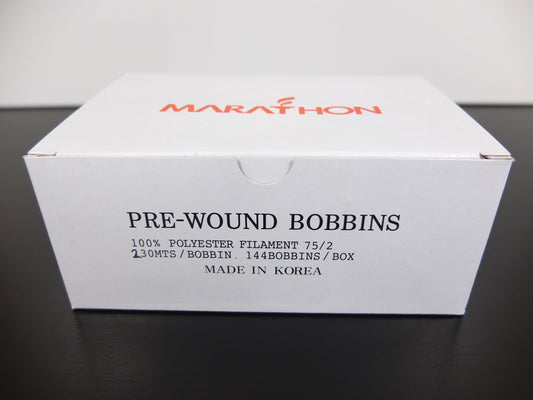 MARATHON
PRE-WOUND BOBBINS
100% POLYESTER FILAMENT 75/2
230MTS/BOBBIN. 144BOBBINS/BOX
MADE IN KOREA